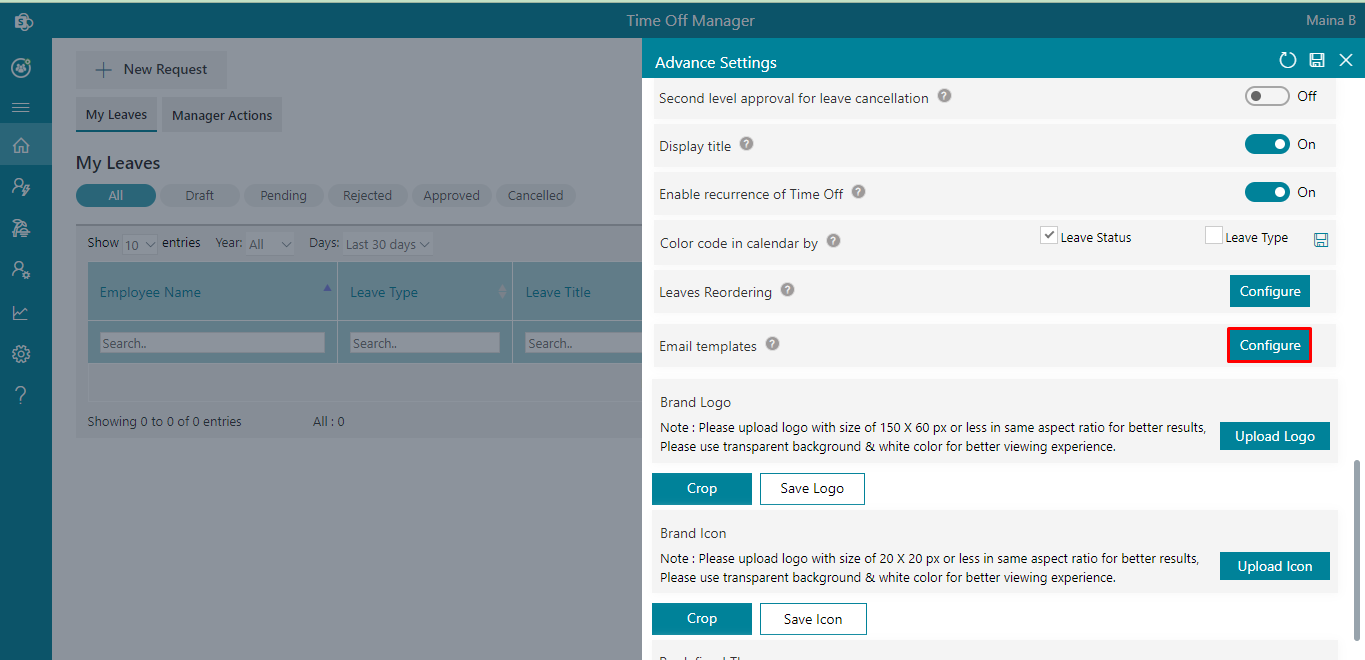 Time Off Manager
Maina B
New Request
My Leaves
Manager Actions
My Leaves
All
Draft
Pending
Rejected
Approved
Cancelled
Show 10 entries Year: All Days: Last 30 days
Employee Name
Leave Type
Leave Title
Search..
Search..
Search..
Showing 0 to 0 of 0 entries
All : 0
Advance Settings
Second level approval for leave cancellation ?
Off
Display title ?
On
Enable recurrence of Time Off ?
On
Color code in calendar by ?
Leave Status
Leave Type
Leaves Reordering ?
Configure
Email templates ?
Configure
Brand Logo
Note : Please upload logo with size of 150 X 60 px or less in same aspect ratio for better results,
Please use transparent background & white color for better viewing experience.
Upload Logo
Crop
Save Logo
Brand Icon
Note : Please upload logo with size of 20 X 20 px or less in same aspect ratio for better results,
Please use transparent background & white color for better viewing experience.
Upload Icon
Crop
Save Icon